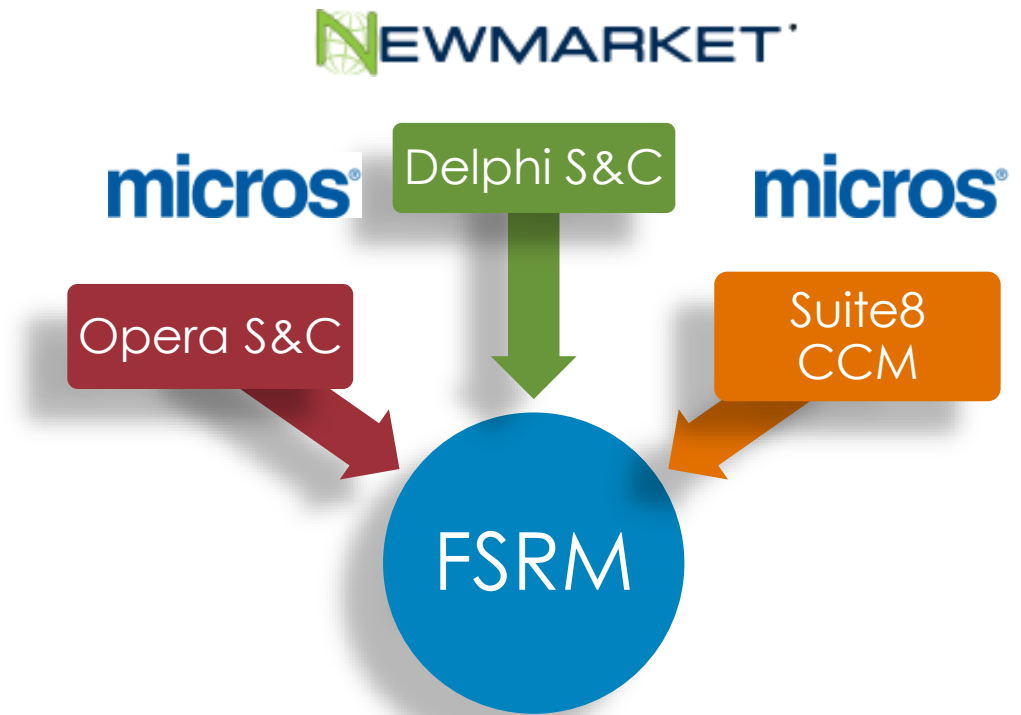 NEWMARKET
micros®
Delphi S&C
micros®
Opera S&C
Suite8
CCM
FSRM